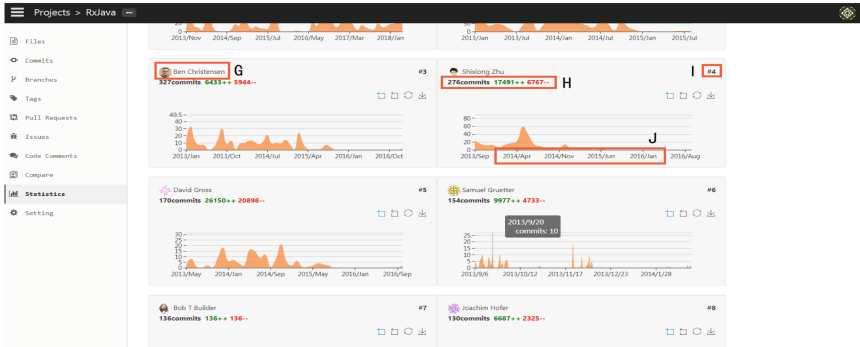 Projects > RxJava
Files
Commits
Branches
Tags
Pull Requests
Issues
Code Comments
Compare
Statistics
Setting
20
0
2013/Nov 2014/Sep 2015/Jul 2016/May 2017/Mar 2018/Jan
50
0
2013/Jan 2013/Jul 2014/Jan 2014/Jul 2015/Jan 2015/Jul
Ben Christensen G #3
327commits 6433++ 5944--
49.5
40
30
20
10
0
2013/Jan 2013/Oct 2014/Jul 2015/Apr 2016/Jan 2016/Oct
Shixiong Zhu I #4
276commits 17491++ 6767-- H
80
60
40
20
0
J
2013/Sep 2014/Apr 2014/Nov 2015/Jun 2016/Jan 2016/Aug
David Gross #5
170commits 26150++ 20898--
30
25
20
15
10
5
0
2013/May 2014/Jan 2014/Sep 2015/May 2016/Jan 2016/Sep
Samuel Gruetter #6
154commits 9977++ 4733--
2013/9/20
commits: 10
25
20
15
10
5
0
2013/9/6 2013/10/12 2013/11/17 2013/12/23 2014/1/28
Bob T Builder #7
136commits 136++ 136--
Joachim Hofer #8
130commits 6687++ 2325--